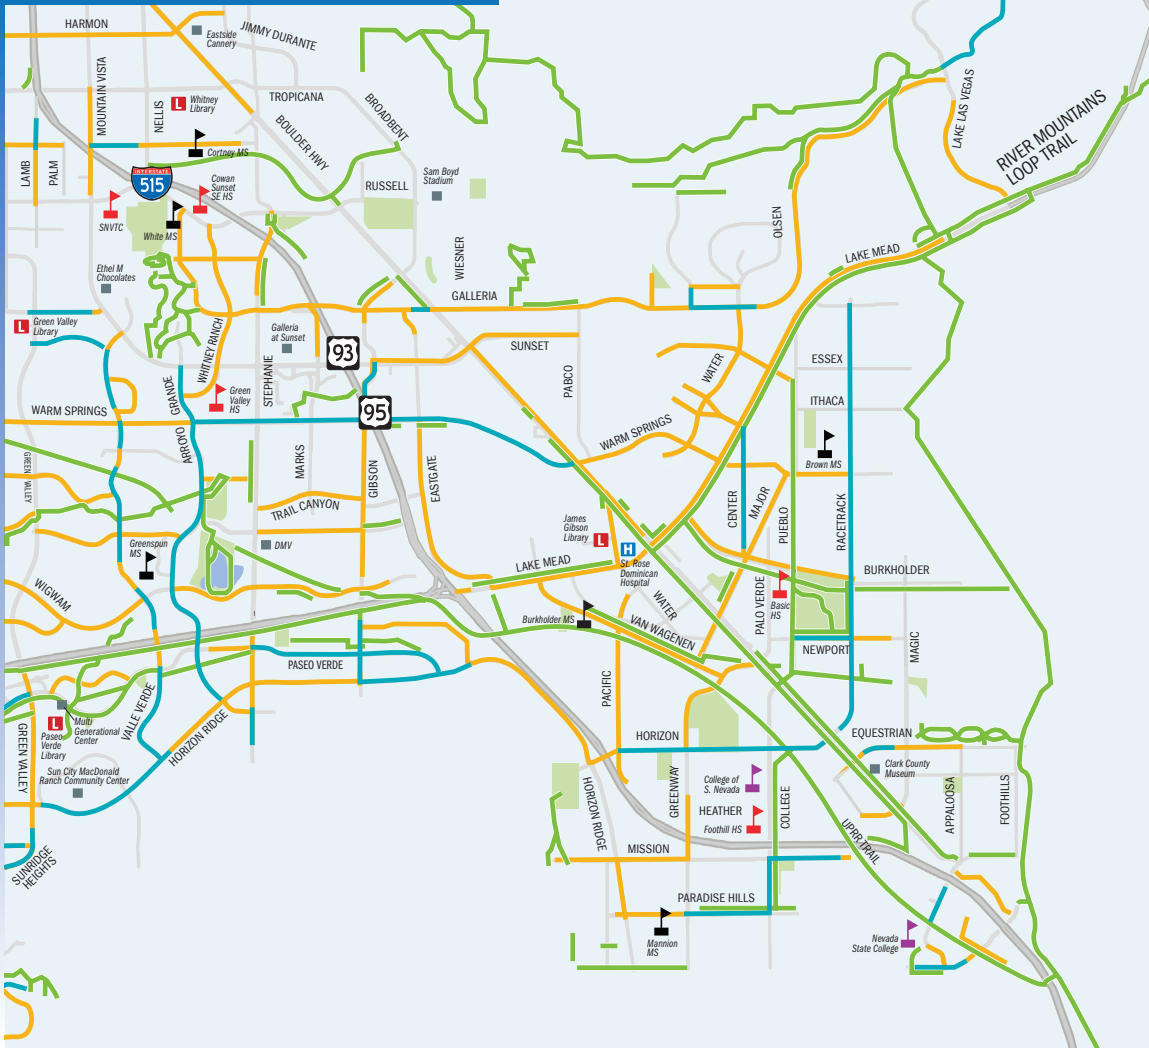 HARMON
Eastside
Cannery
JIMMY DURANTE
MOUNTAIN VISTA
NELLIS
L
Whitney
Library
TROPICANA
BROADBENT
BOULDER HWY
LAKE LAS VEGAS
RIVER MOUNTAINS
LOOP TRAIL
Cortney MS
LAMB
PALM
INTERSTATE
515
Cowan
Sunset
SE HS
RUSSELL
Sam Boyd
Stadium
SNVTC
White MS
OLSEN
WIESNER
LAKE MEAD
Ethel M
Chocolates
GALLERIA
L
Green Valley
Library
WHITNEY RANCH
Galleria
at Sunset
93
SUNSET
STEPHANIE
PABCO
WATER
ESSEX
ARROYO GRANDE
Green
Valley
HS
95
ITHACA
WARM SPRINGS
WARM SPRINGS
Brown MS
GREEN VALLEY
MARKS
GIBSON
EASTGATE
CENTER
MAJOR
PUEBLO
RACETRACK
TRAIL CANYON
James
Gibson
Library
L
H
St. Rose
Dominican
Hospital
Greenspun
MS
DMV
LAKE MEAD
BURKHOLDER
WIGWAM
WATER
PALO VERDE
Basic
HS
Burkholder MS
VAN WAGENEN
NEWPORT
MAGIC
PASEO VERDE
PACIFIC
VALLE VERDE
L
Paseo
Verde
Library
Multi
Generational
Center
HORIZON RIDGE
GREEN VALLEY
HORIZON
EQUESTRIAN
Sun City MacDonald
Ranch Community Center
Clark County
Museum
HORIZON RIDGE
GREENWAY
College of
S. Nevada
COLLEGE
APPALOOSA
FOOTHILLS
HEATHER
Foothill HS
UPRR TRAIL
MISSION
SUNRIDGE
HEIGHTS
PARADISE HILLS
Mannion
MS
Nevada
State College